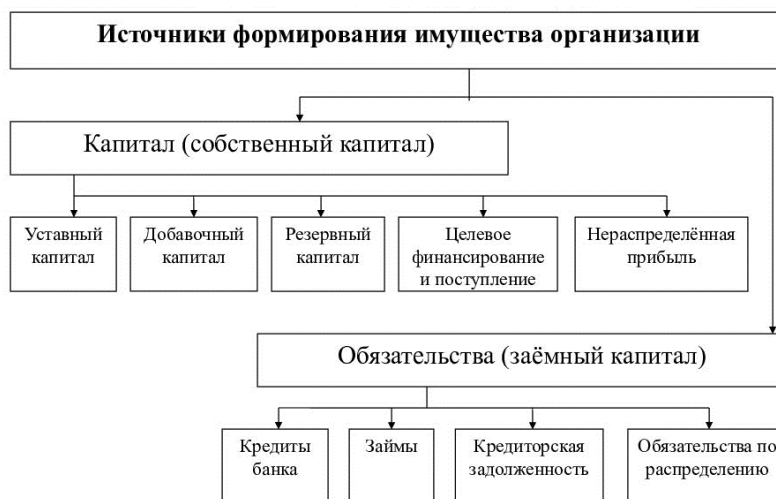 Источники формирования имущества организации
Капитал (собственный капитал)
Уставный
капитал
Добавочный
капитал
Резервный
капитал
Целевое
финансирование
и поступление
Нераспределённая
прибыль
Обязательства (заёмный капитал)
Кредиты
банка
Займы
Кредиторская
задолженность
Обязательства по
распределению